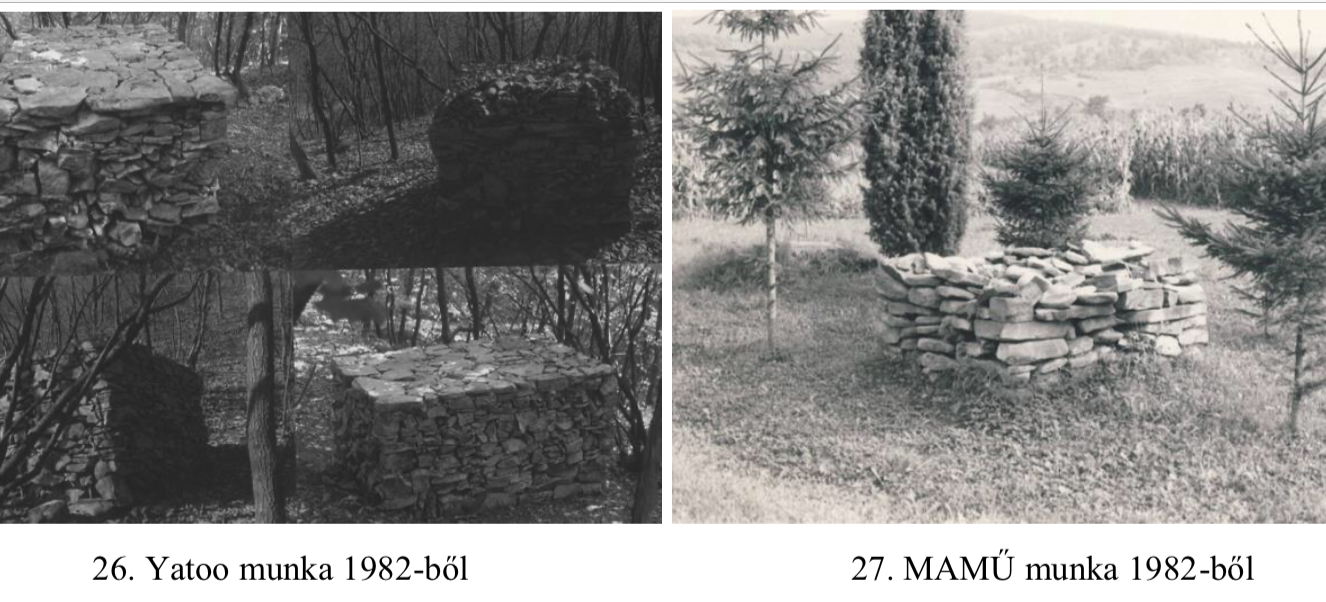 26. Yatoo munka 1982-ből
27. MAMŰ munka 1982-ből